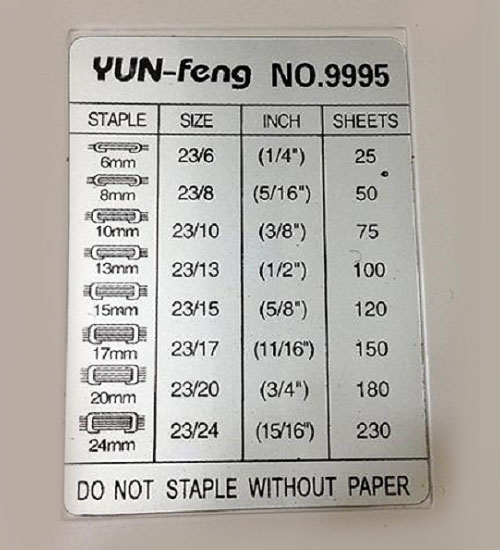 YUN-Feng NO.9995
STAPLE SIZE INCH SHEETS
6mm 23/6 (1/4") 25
8mm 23/8 (5/16") 50
10mm 23/10 (3/8") 75
13mm 23/13 (1/2") 100
15mm 23/15 (5/8") 120
17mm 23/17 (11/16") 150
20mm 23/20 (3/4") 180
24mm 23/24 (15/16") 230
DO NOT STAPLE WITHOUT PAPER